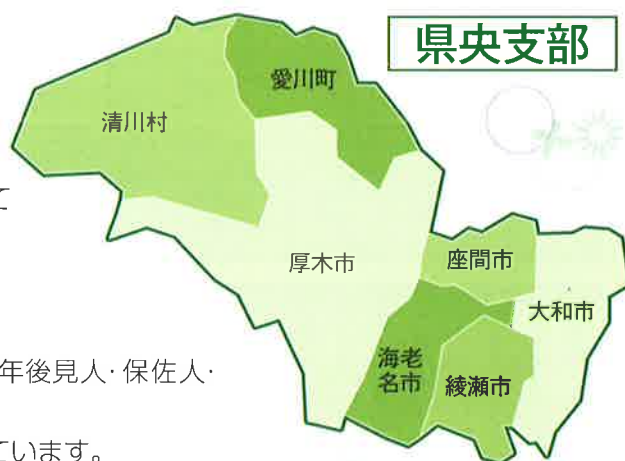 県央支部
愛川町
清川村
て
厚木市
座間市
大和市
海老
名市
綾瀬市
年後見人・保佐人・
ています。